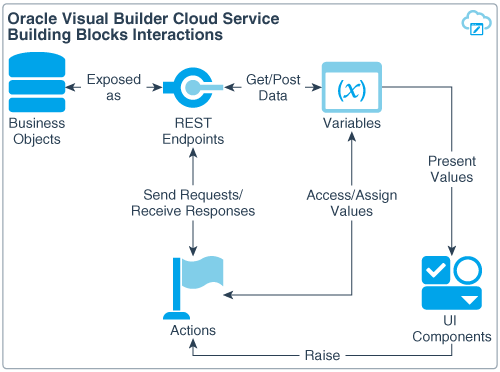 Oracle Visual Builder Cloud Service
Building Blocks Interactions
Exposed
as
Get/Post
Data
(x)
Business
Objects
REST
Endpoints
Variables
Present
Values
Send Requests/
Receive Responses
Access/Assign
Values
Actions
UI
Components
Raise